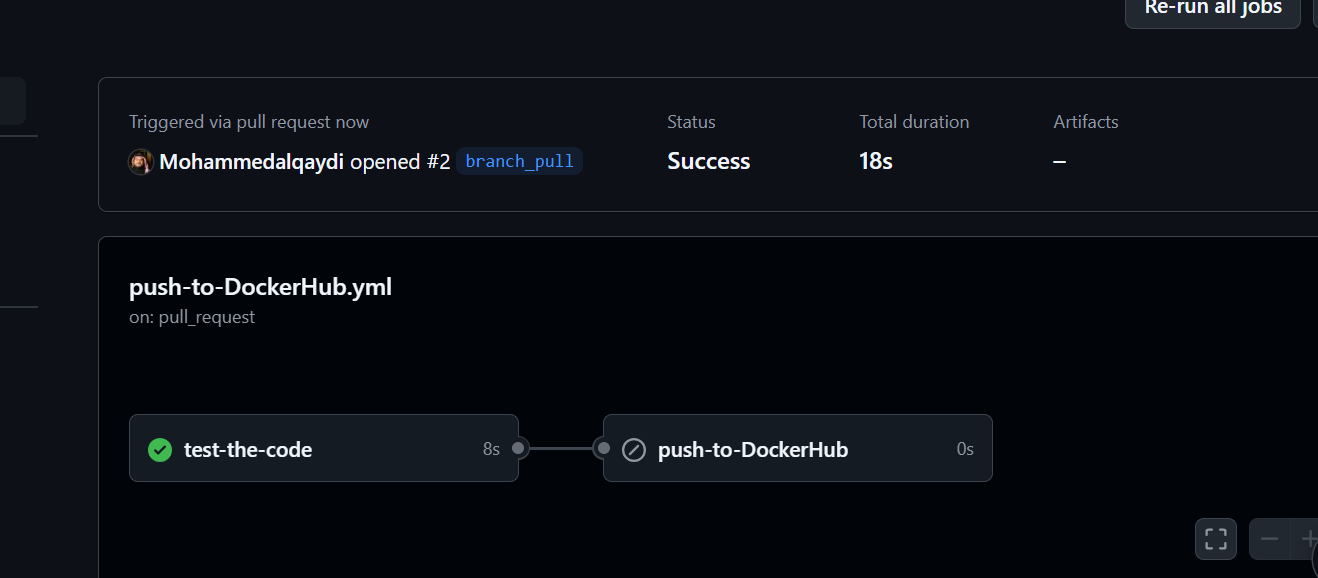 Re-run all jobs
Triggered via pull request now
Mohammedalqaydi opened #2 branch_pull
Status
Success
Total duration
18s
Artifacts
–
push-to-DockerHub.yml
on: pull_request
test-the-code 8s
push-to-DockerHub 0s